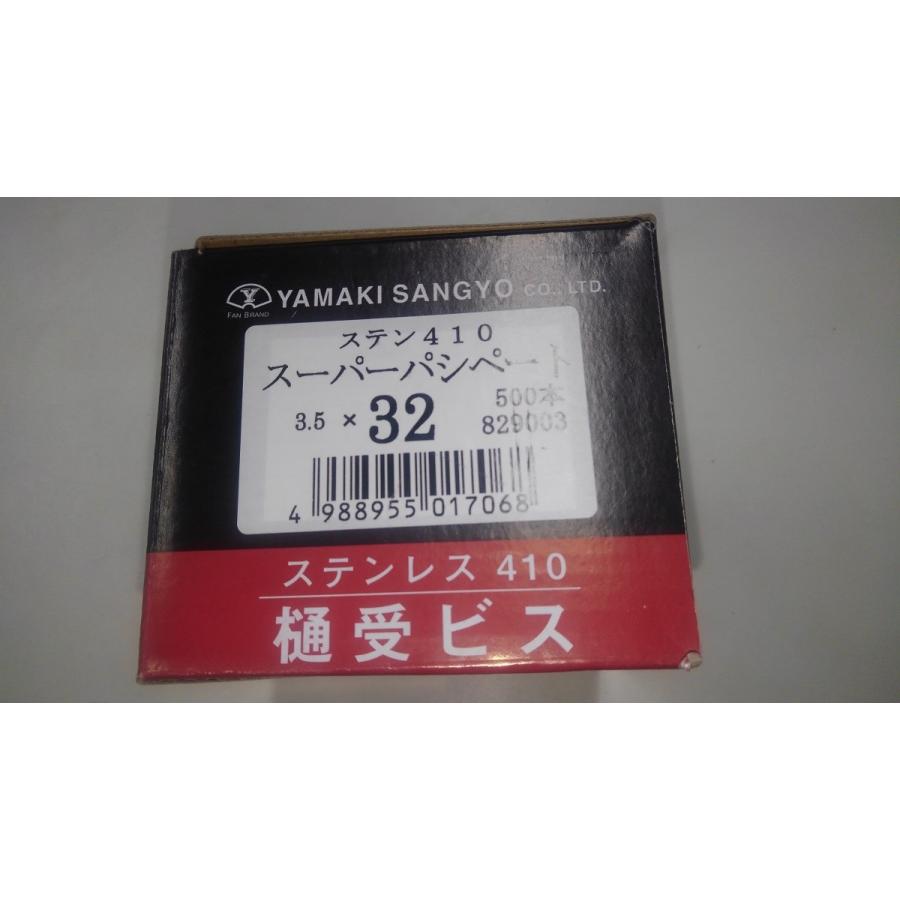 Y YAMAKI SANGYO CO., LTD.
FAN BRAND
ステン410
スーパーパシペート
3.5 × 32
500本
829003
4 988955 017068
ステンレス 410
樋受ビス